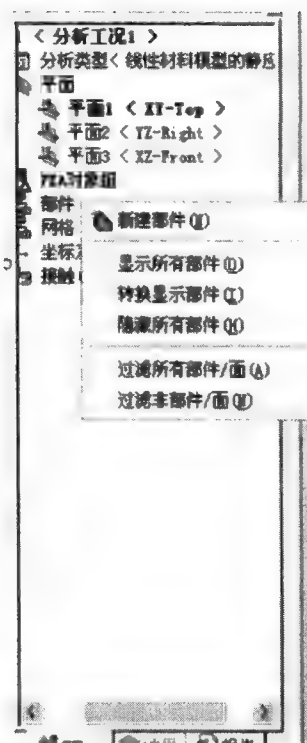 < 分析工况1 >
分析类型< 线性材料模型的静
平面
平面1 < XY-Top >
平面2 < YZ-Right >
平面3 < XZ-Front >
FEA对象组
部件
网格
坐标
接触
新建部件(N)
显示所有部件(D)
转换显示部件(T)
隐藏所有部件(H)
过滤所有部件/面(A)
过滤非部件/面
报告